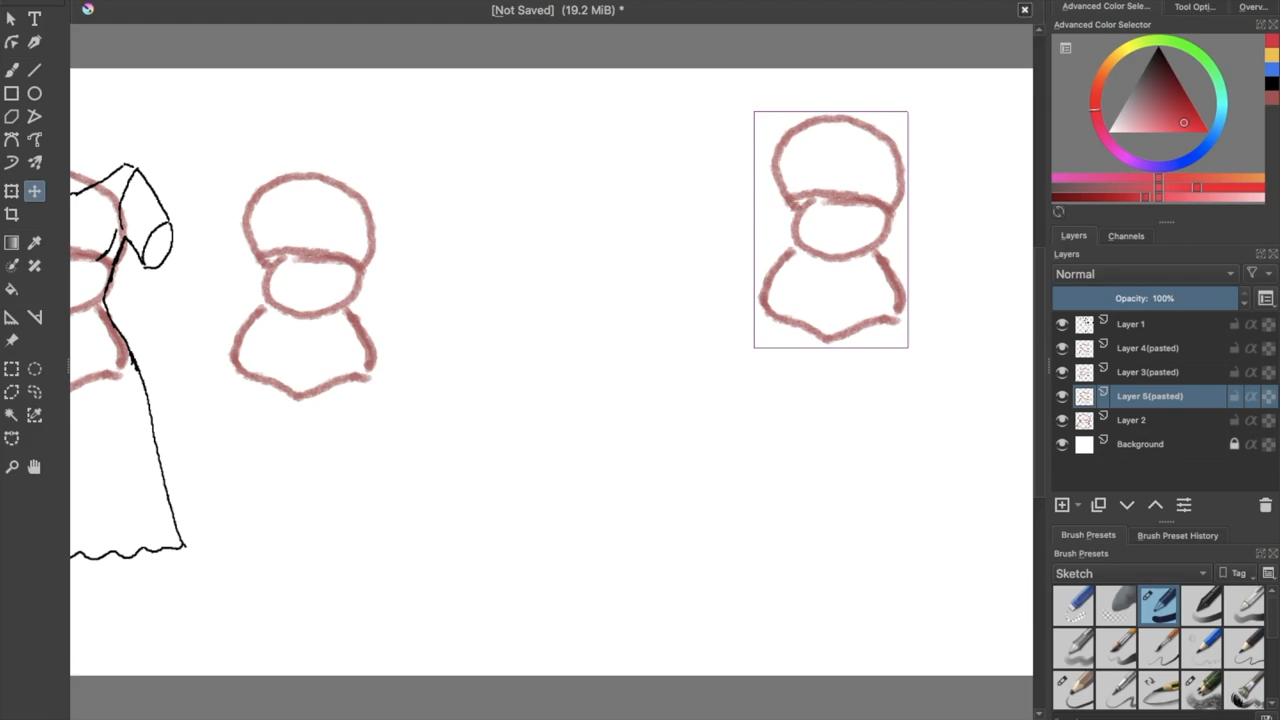 [Not Saved] (19.2 MiB) *
Advanced Color Sele...
Tool Opti...
Overv...
Advanced Color Selector
Layers
Channels
Layers
Normal
Opacity: 100%
Layer 1
Layer 4(pasted)
Layer 3(pasted)
Layer 5(pasted)
Layer 2
Background
Brush Presets
Brush Preset History
Brush Presets
Sketch
Tag